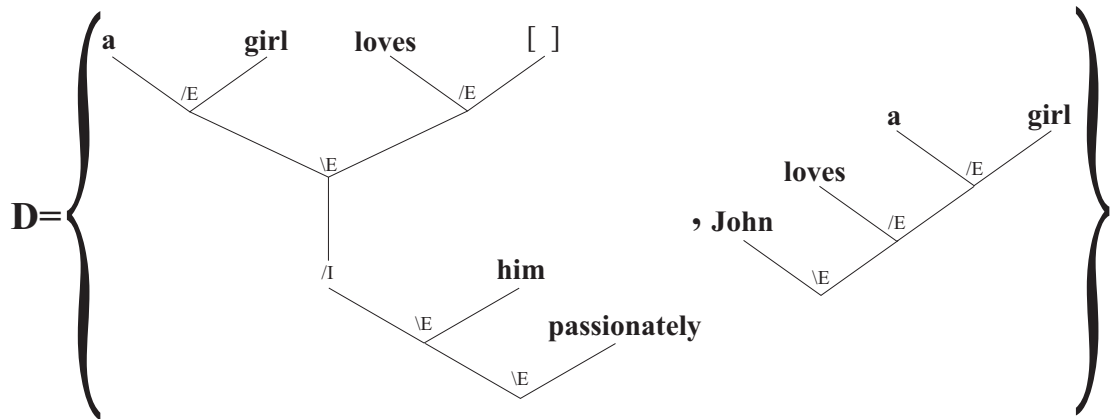 a girl loves [ ]
/E /E
a girl
\E
/E
loves
/E
D=
, John
/I
him
\E
\E
passionately
\E